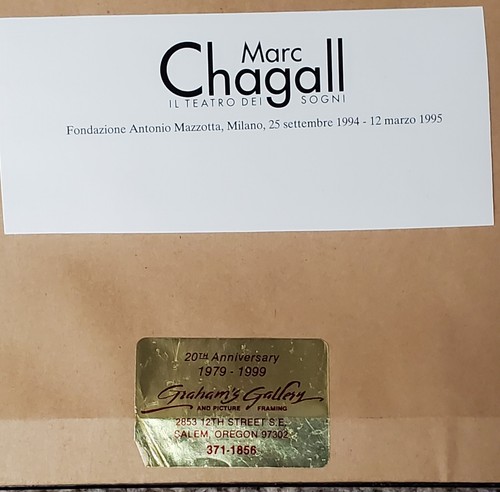 Marc
Chagall
IL TEATRO DEI SOGNI
Fondazione Antonio Mazzotta, Milano, 25 settembre 1994 - 12 marzo 1995
20TH Anniversary
1979 - 1999
Graham's Gallery
AND PICTURE FRAMING
2853 12TH STREET S.E.
SALEM, OREGON 97302
371-1856